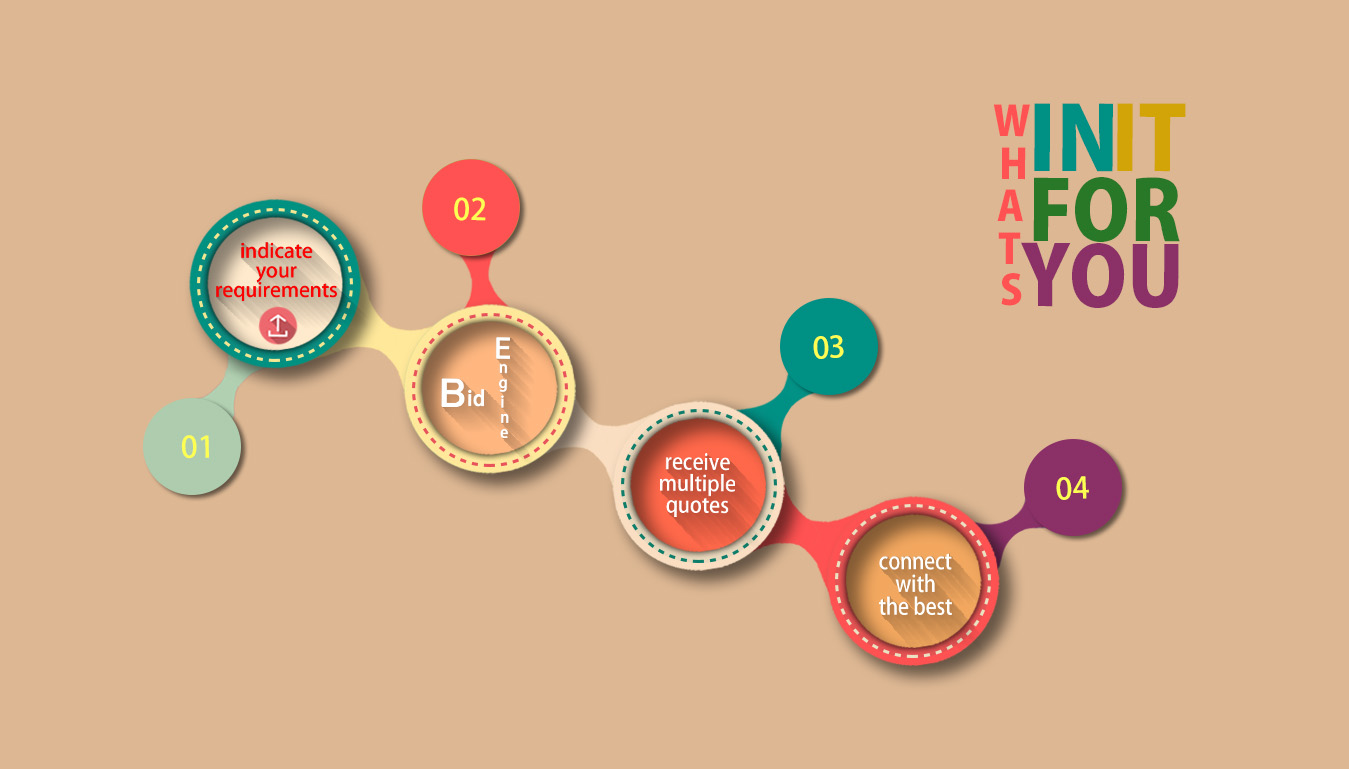 WHATS
IN IT
FOR
YOU
01
indicate
your
requirements
02
Bid
Engine
03
receive
multiple
quotes
04
connect
with
the best